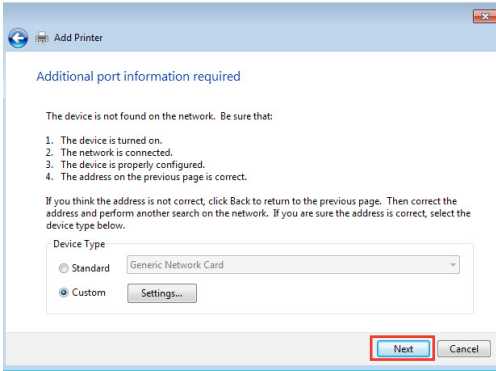 Add Printer
Additional port information required
The device is not found on the network. Be sure that:
1. The device is turned on.
2. The network is connected.
3. The device is properly configured.
4. The address on the previous page is correct.
If you think the address is not correct, click Back to return to the previous page. Then correct the
address and perform another search on the network. If you are sure the address is correct, select the
device type below.
Device Type
Standard
Generic Network Card
Custom
Settings...
Next
Cancel